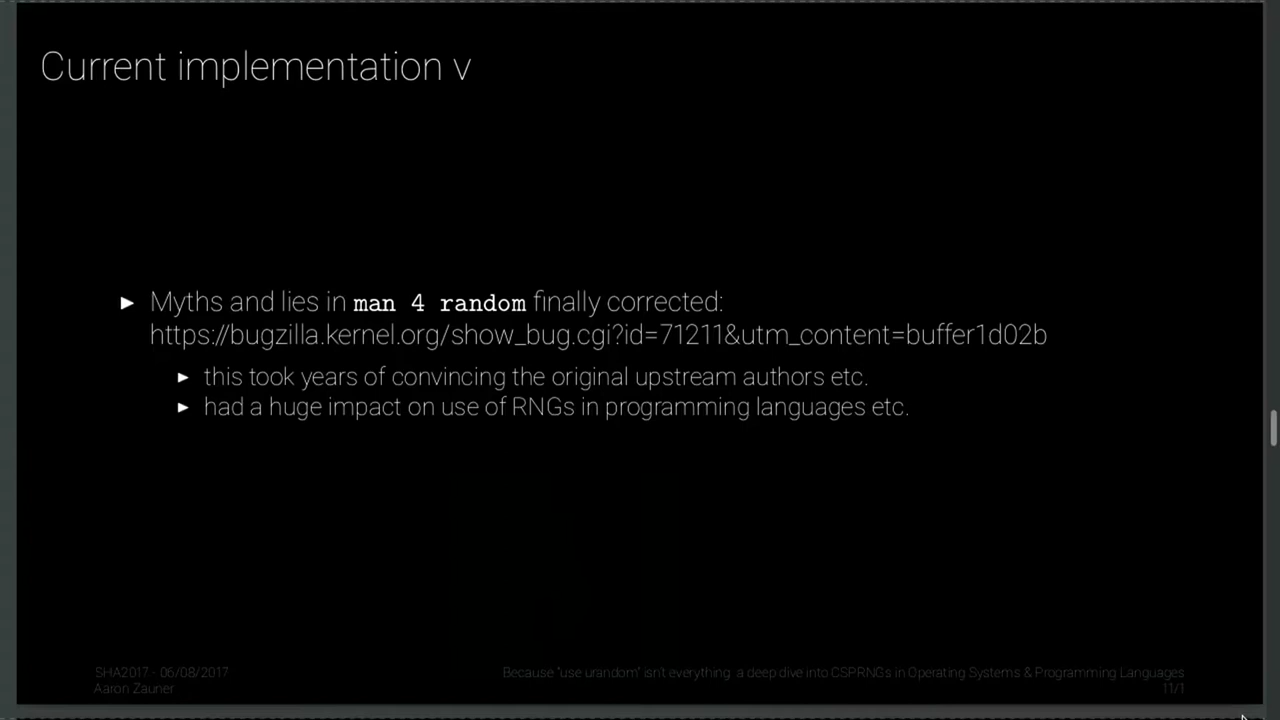 Current implementation v
► Myths and lies in man 4 random finally corrected:
https://bugzilla.kernel.org/show_bug.cgi?id=71211&utm_content=buffer1d02b
► this took years of convincing the original upstream authors etc.
► had a huge impact on use of RNGs in programming languages etc.
SHA2017 - 06/08/2017
Aaron Zauner
Because "use urandom" isn't everything a deep dive into CSPRNGs in Operating Systems & Programming Languages
11/1